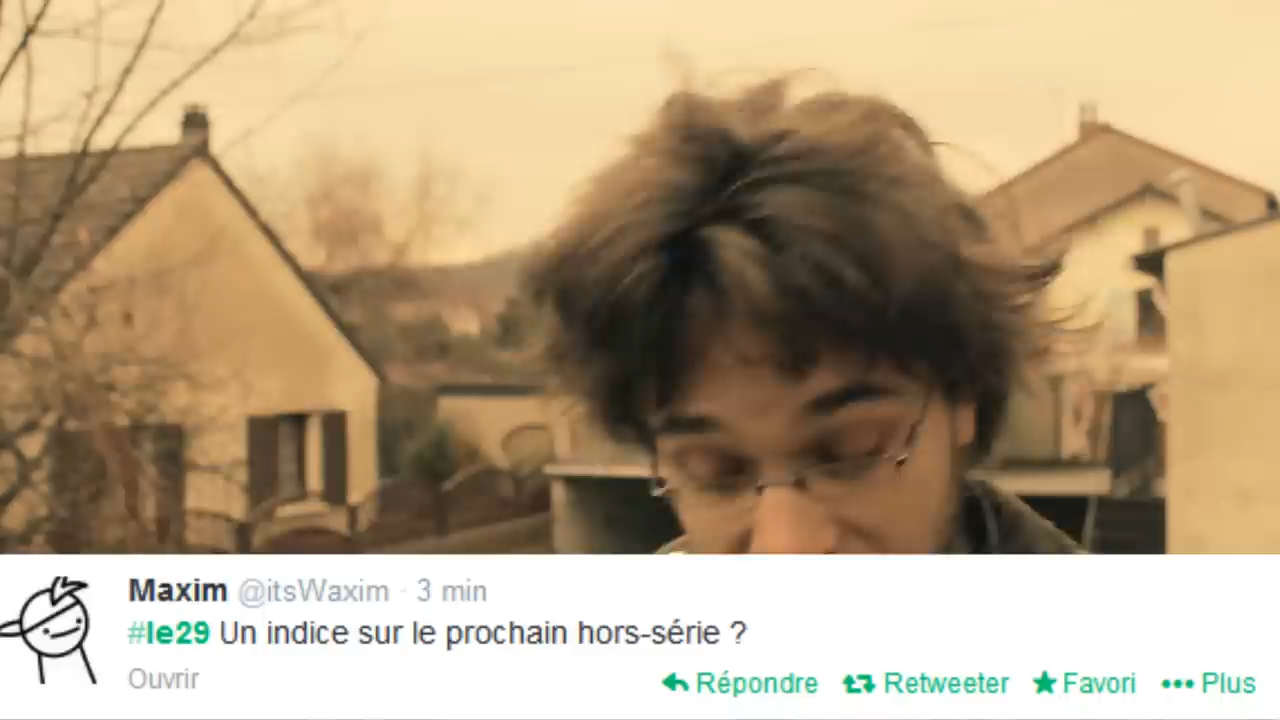 Maxim @itsWaxim · 3 min
#le29 Un indice sur le prochain hors-série ?
Ouvrir Répondre Retweeter Favori Plus